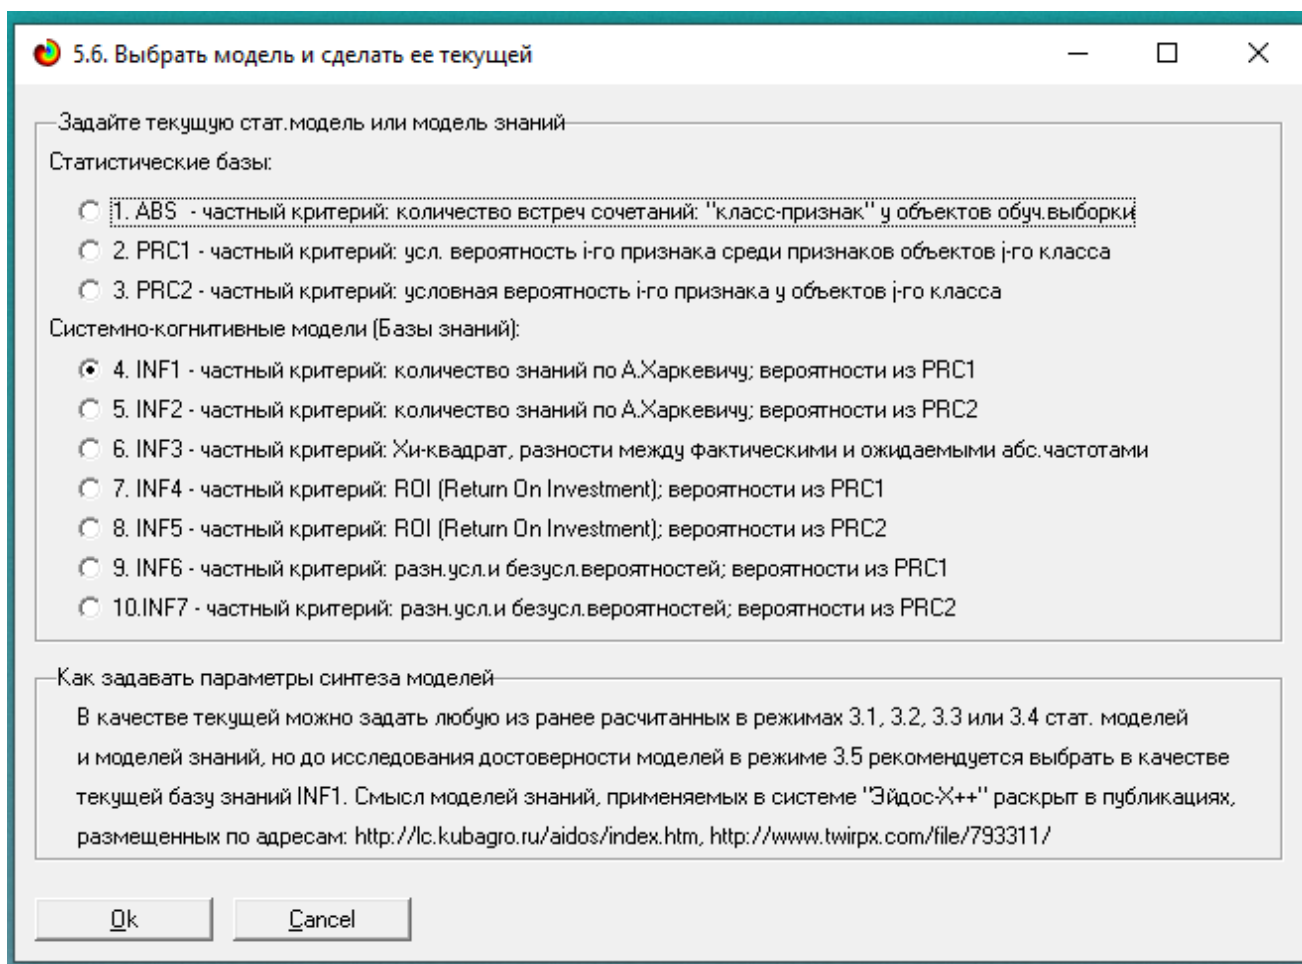 5.6. Выбрать модель и сделать ее текущей
Задайте текущую стат.модель или модель знаний
Статистические базы:
1. ABS - частный критерий: количество встреч сочетаний: "класс-признак" у объектов обуч.выборки
2. PRC1 - частный критерий: усл. вероятность i-го признака среди признаков объектов j-го класса
3. PRC2 - частный критерий: условная вероятность i-го признака у объектов j-го класса
Системно-когнитивные модели (Базы знаний):
4. INF1 - частный критерий: количество знаний по А.Харкевичу; вероятности из PRC1
5. INF2 - частный критерий: количество знаний по А.Харкевичу; вероятности из PRC2
6. INF3 - частный критерий: Хи-квадрат, разности между фактическими и ожидаемыми абс.частотами
7. INF4 - частный критерий: ROI (Return On Investment); вероятности из PRC1
8. INF5 - частный критерий: ROI (Return On Investment); вероятности из PRC2
9. INF6 - частный критерий: разн.усл.и безусл.вероятностей; вероятности из PRC1
10.INF7 - частный критерий: разн.усл.и безусл.вероятностей; вероятности из PRC2
Как задавать параметры синтеза моделей
В качестве текущей можно задать любую из ранее расчитанных в режимах 3.1, 3.2, 3.3 или 3.4 стат. моделей
и моделей знаний, но до исследования достоверности моделей в режиме 3.5 рекомендуется выбрать в качестве
текущей базу знаний INF1. Смысл моделей знаний, применяемых в системе "Эйдос-Х++" раскрыт в публикациях,
размещенных по адресам: http://lc.kubagro.ru/aidos/index.htm, http://www.twirpx.com/file/793311/
Ok
Cancel